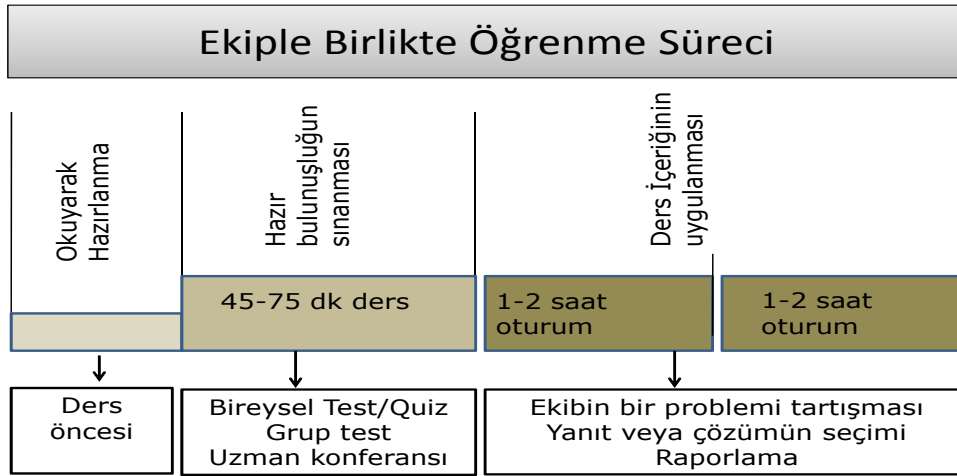 Ekiple Birlikte Öğrenme Süreci
Okuyarak
Hazırlanma
Hazır
bulunuşluğun
sınanması
Ders İçeriğinin
uygulanması
45-75 dk ders
1-2 saat
oturum
1-2 saat
oturum
Ders
öncesi
Bireysel Test/Quiz
Grup test
Uzman konferansı
Ekibin bir problemi tartışması
Yanıt veya çözümün seçimi
Raporlama